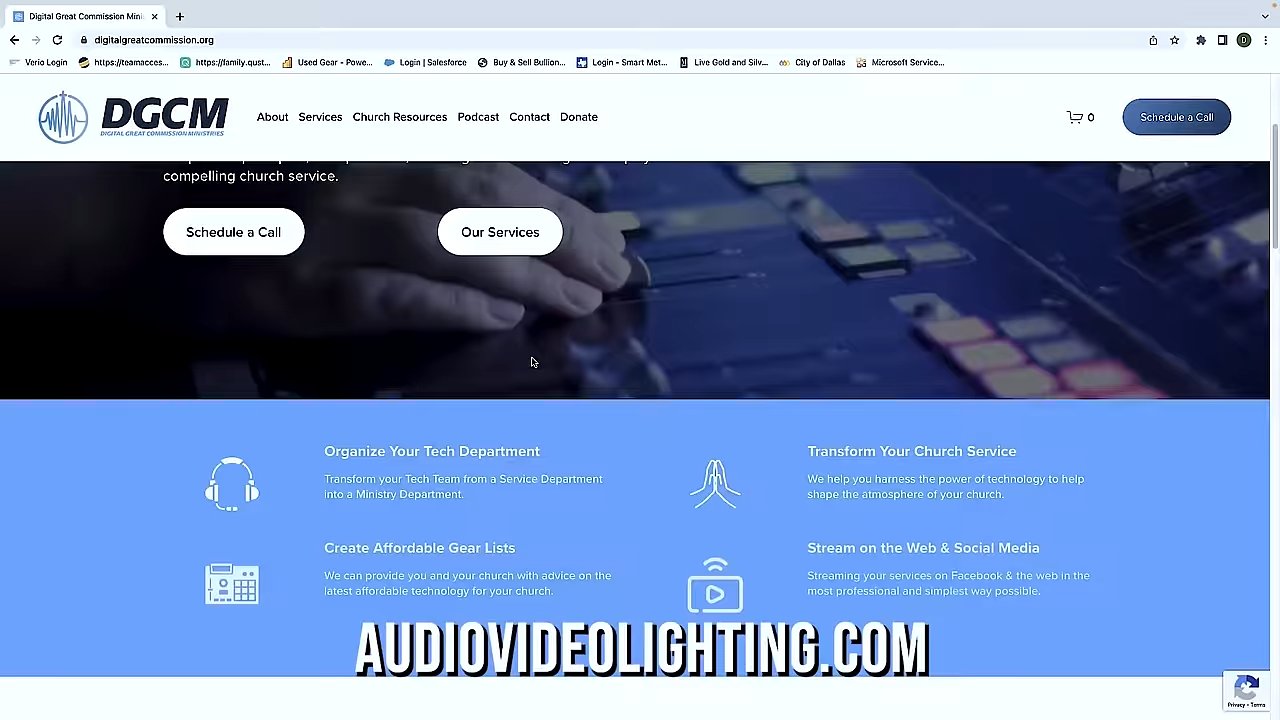 Digital Great Commission Mini
digitalgreatcommission.org
Verio Login
https://teamacces...
https://family.qust...
Used Gear - Powe...
Login | Salesforce
Buy & Sell Bullion...
Login - Smart Met...
Live Gold and Silv...
City of Dallas
Microsoft Service...
DGCM
DIGITAL GREAT COMMISSION MINISTRIES
About
Services
Church Resources
Podcast
Contact
Donate
0
Schedule a Call
compelling church service.
Schedule a Call
Our Services
Organize Your Tech Department
Transform your Tech Team from a Service Department
into a Ministry Department.
Transform Your Church Service
We help you harness the power of technology to help
shape the atmosphere of your church.
Create Affordable Gear Lists
We can provide you and your church with advice on the
latest affordable technology for your church.
Stream on the Web & Social Media
Streaming your services on Facebook & the web in the
most professional and simplest way possible.
AUDIOVIDEOLIGHTING.COM
Privacy - Terms